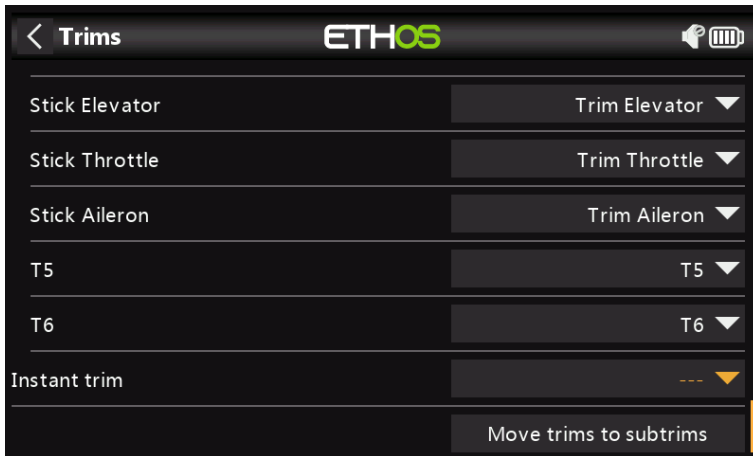 Trims ETHOS
Stick Elevator Trim Elevator
Stick Throttle Trim Throttle
Stick Aileron Trim Aileron
T5 T5
T6 T6
Instant trim ---
Move trims to subtrims